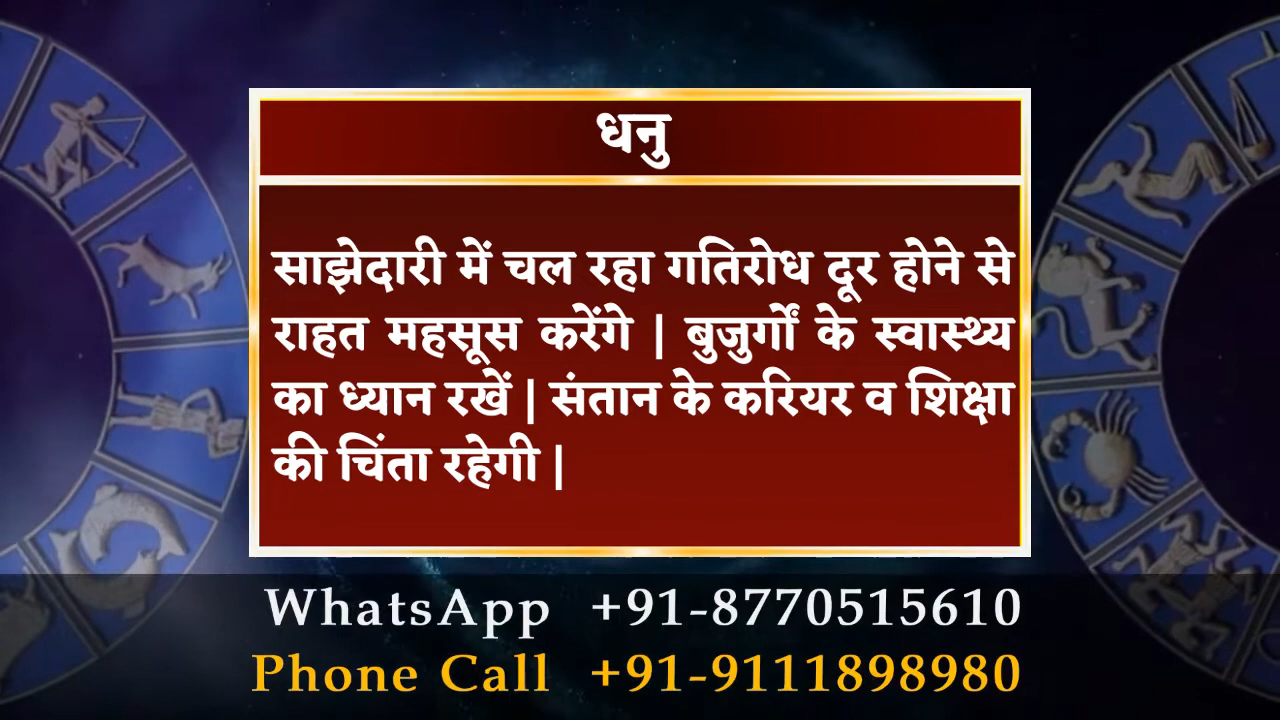 धनु
साझेदारी में चल रहा गतिरोध दूर होने से
राहत महसूस करेंगे | बुजुर्गों के स्वास्थ्य
का ध्यान रखें | संतान के करियर व शिक्षा
की चिंता रहेगी |
WhatsApp +91-8770515610
Phone Call +91-9111898980